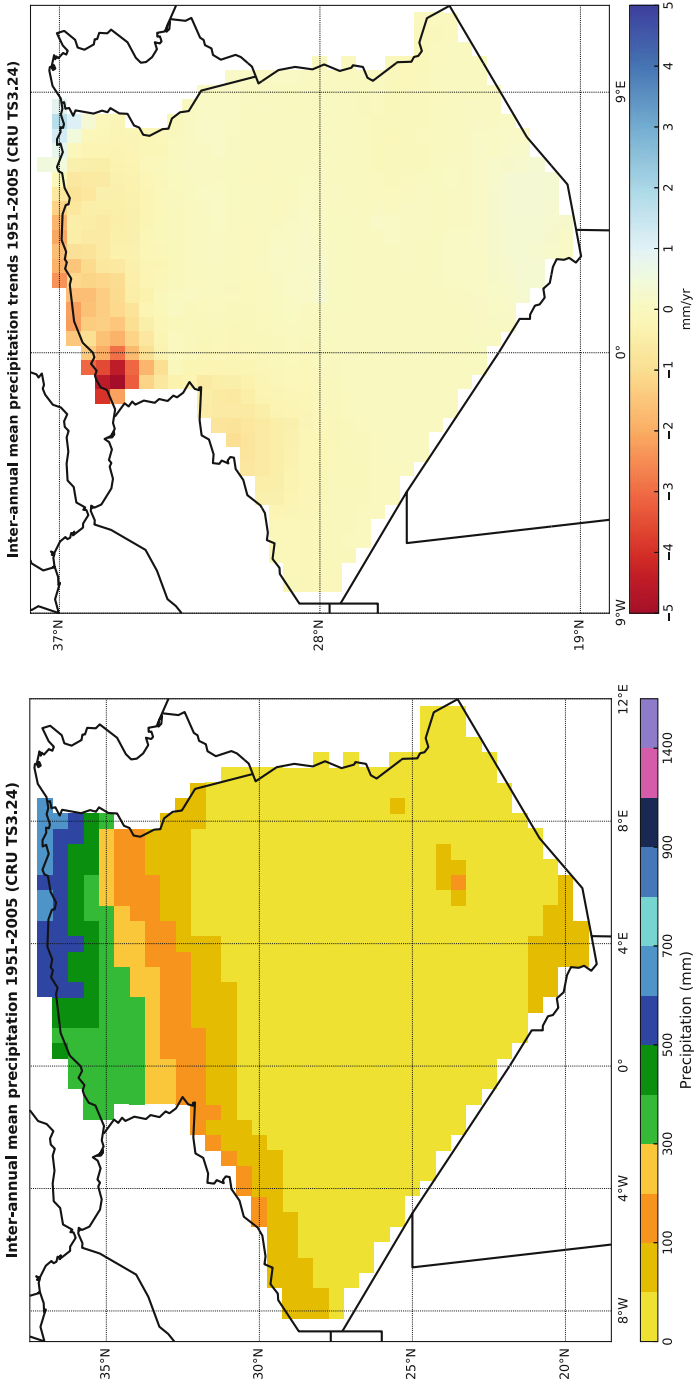 Inter-annual mean precipitation 1951-2005 (CRU TS3.24)
35°N
30°N
25°N
20°N
8°W
4°W
0°
4°E
8°E
12°E
0
100
300
500
700
900
1400
Precipitation (mm)
Inter-annual mean precipitation trends 1951-2005 (CRU TS3.24)
37°N
28°N
19°N
9°W
0°
9°E
−5
−4
−3
−2
−1
0
1
2
3
4
5
mm/yr